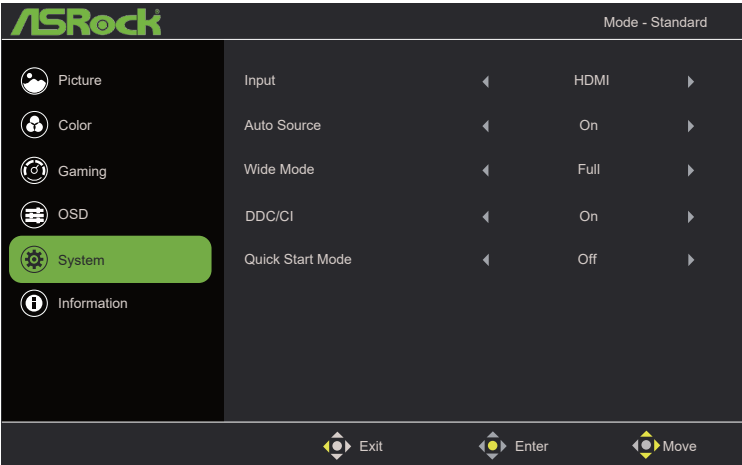 ASRock
Mode - Standard
Picture
Input HDMI
Color
Auto Source On
Gaming
Wide Mode Full
OSD
DDC/CI On
System
Quick Start Mode Off
Information
Exit Enter Move